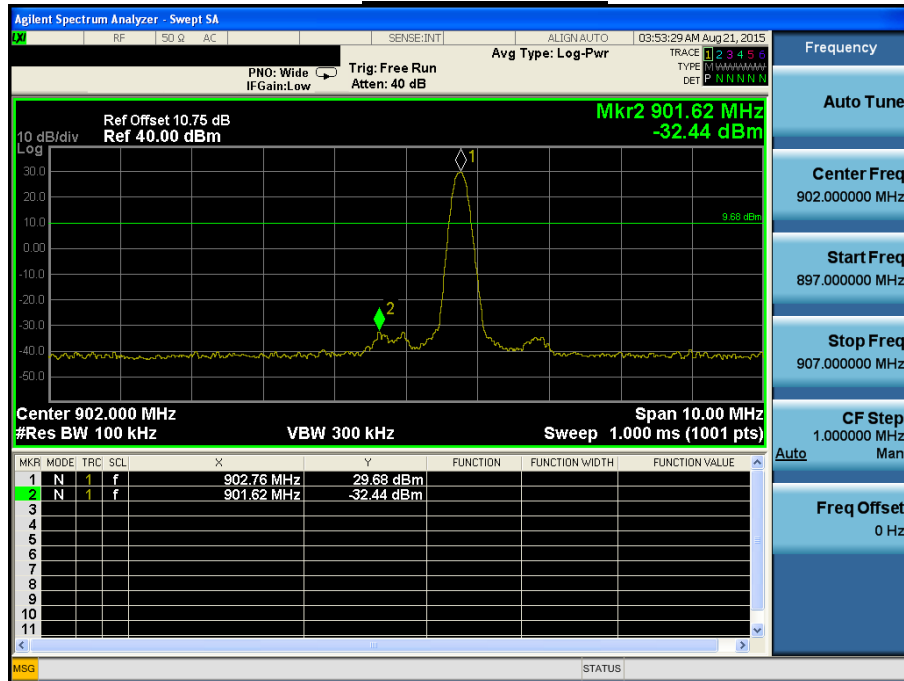 Agilent Spectrum Analyzer - Swept SA
LXI RF 50 Ω AC SENSE:INT ALIGN AUTO 03:53:29 AM Aug 21, 2015
Frequency
Avg Type: Log-Pwr
TRACE 1 2 3 4 5 6
PNO: Wide Trig: Free Run
TYPE M WWWWW
IFGain:Low Atten: 40 dB
DET P N N N N N
Auto Tune
Mkr2 901.62 MHz
Ref Offset 10.75 dB
-32.44 dBm
10 dB/div Ref 40.00 dBm
Log
1
30.0
20.0
10.0
9.68 dBm
0.00
-10.0
-20.0
2
-30.0
-40.0
-50.0
Center Freq
902.000000 MHz
Start Freq
897.000000 MHz
Stop Freq
907.000000 MHz
Center 902.000 MHz Span 10.00 MHz
#Res BW 100 kHz VBW 300 kHz Sweep 1.000 ms (1001 pts)
CF Step
1.000000 MHz
Auto Man
MKR MODE TRC SCL X Y FUNCTION FUNCTION WIDTH FUNCTION VALUE
1 N 1 f 902.76 MHz 29.68 dBm
2 N 1 f 901.62 MHz -32.44 dBm
3
4
5
6
7
8
9
10
11
Freq Offset
0 Hz
MSG STATUS